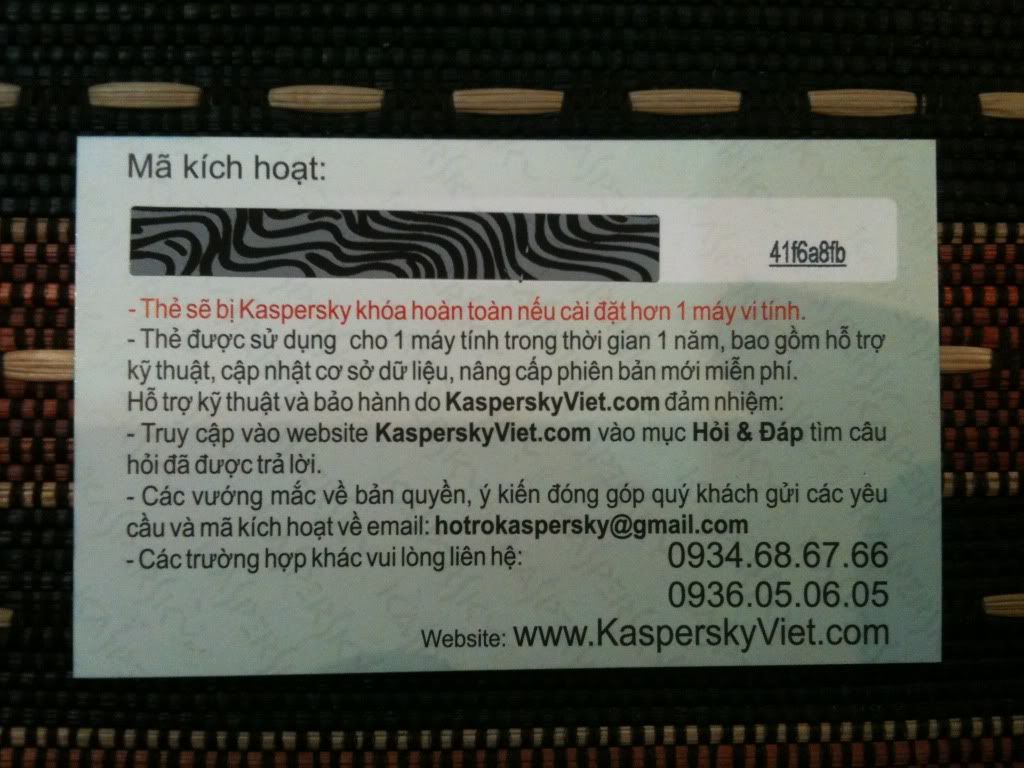 Mã kích hoạt:
41f6a8fb
- Thẻ sẽ bị Kaspersky khóa hoàn toàn nếu cài đặt hơn 1 máy vi tính.
- Thẻ được sử dụng cho 1 máy tính trong thời gian 1 năm, bao gồm hỗ trợ
kỹ thuật, cập nhật cơ sở dữ liệu, nâng cấp phiên bản mới miễn phí.
Hỗ trợ kỹ thuật và bảo hành do KasperskyViet.com đảm nhiệm:
- Truy cập vào website KasperskyViet.com vào mục Hỏi & Đáp tìm câu
hỏi đã được trả lời.
- Các vướng mắc về bản quyền, ý kiến đóng góp quý khách gửi các yêu
cầu và mã kích hoạt về email: hotrokaspersky@gmail.com
- Các trường hợp khác vui lòng liên hệ: 0934.68.67.66
0936.05.06.05
Website: www.KasperskyViet.com